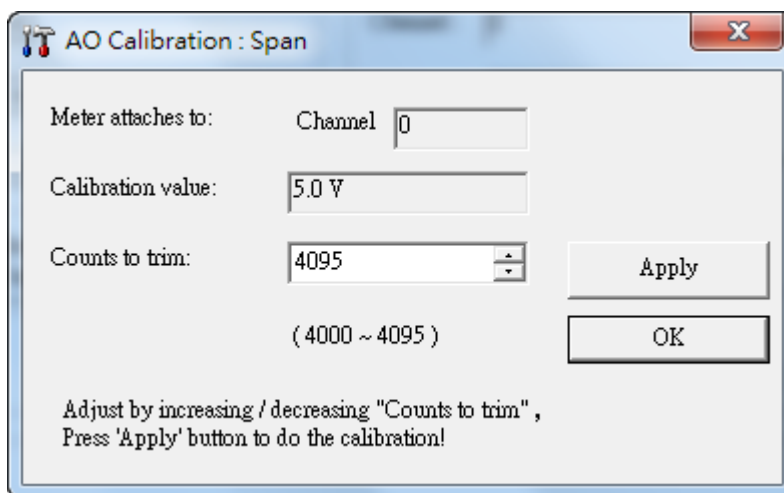 AO Calibration : Span
Meter attaches to: Channel 0
Calibration value: 5.0 V
Counts to trim: 4095 Apply
( 4000 ~ 4095 ) OK
Adjust by increasing / decreasing "Counts to trim" ,
Press 'Apply' button to do the calibration!